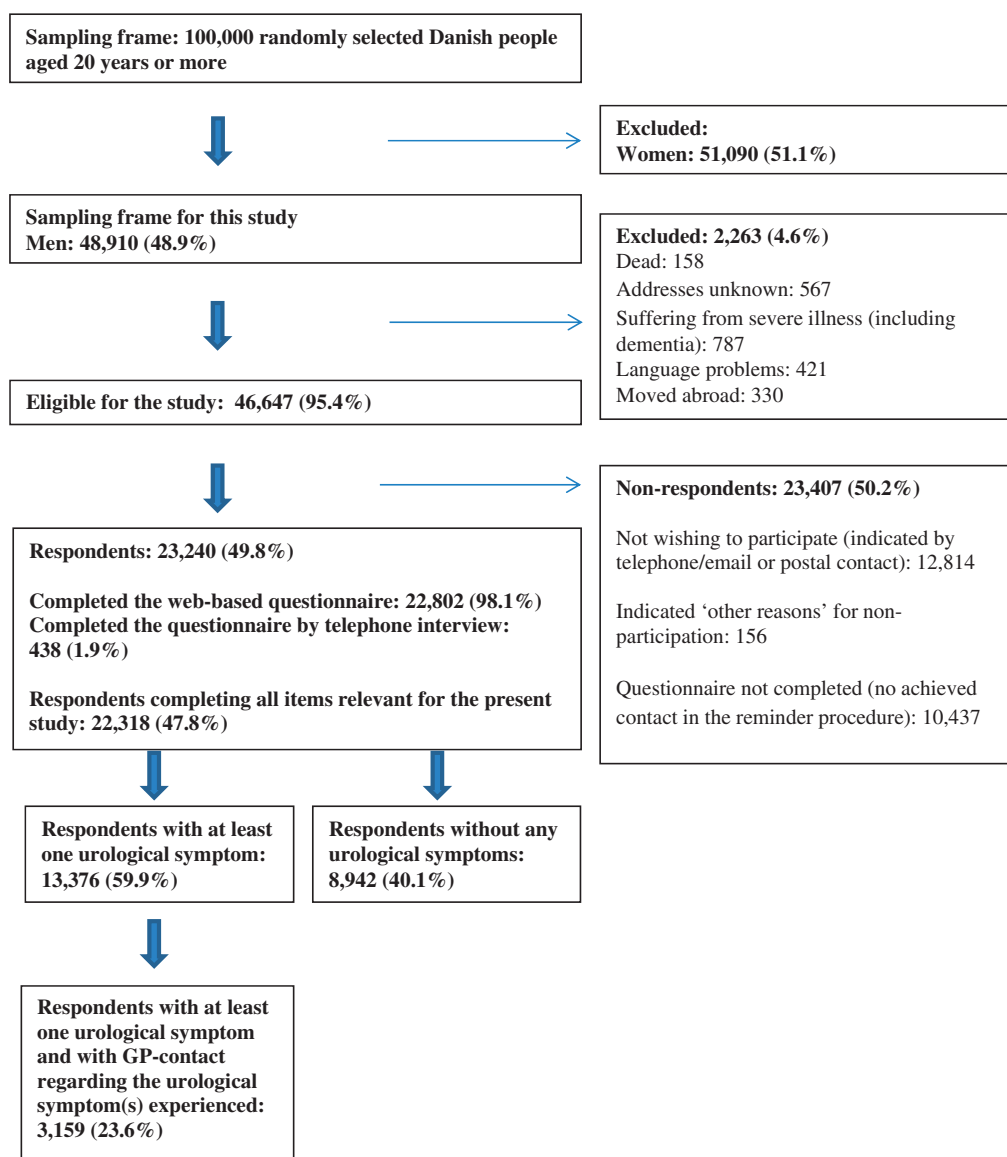 Sampling frame: 100,000 randomly selected Danish people
aged 20 years or more
Excluded:
Women: 51,090 (51.1%)
Sampling frame for this study
Men: 48,910 (48.9%)
Excluded: 2,263 (4.6%)
Dead: 158
Addresses unknown: 567
Suffering from severe illness (including
dementia): 787
Language problems: 421
Moved abroad: 330
Eligible for the study: 46,647 (95.4%)
Non-respondents: 23,407 (50.2%)
Not wishing to participate (indicated by
telephone/email or postal contact): 12,814
Indicated ‘other reasons’ for non-
participation: 156
Questionnaire not completed (no achieved
contact in the reminder procedure): 10,437
Respondents: 23,240 (49.8%)
Completed the web-based questionnaire: 22,802 (98.1%)
Completed the questionnaire by telephone interview:
438 (1.9%)
Respondents completing all items relevant for the present
study: 22,318 (47.8%)
Respondents with at least
one urological symptom:
13,376 (59.9%)
Respondents without any
urological symptoms:
8,942 (40.1%)
Respondents with at least
one urological symptom
and with GP-contact
regarding the urological
symptom(s) experienced:
3,159 (23.6%)